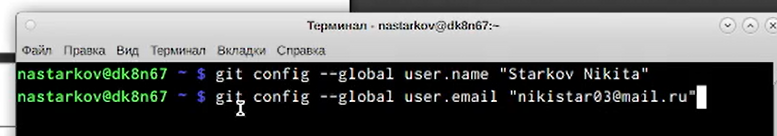 Терминал - nastarkov@dk8n67:~
Файл Правка Вид Терминал Вкладки Справка
nastarkov@dk8n67 ~ $ git config --global user.name "Starkov Nikita"
nastarkov@dk8n67 ~ $ git config --global user.email "nikistar03@mail.ru"